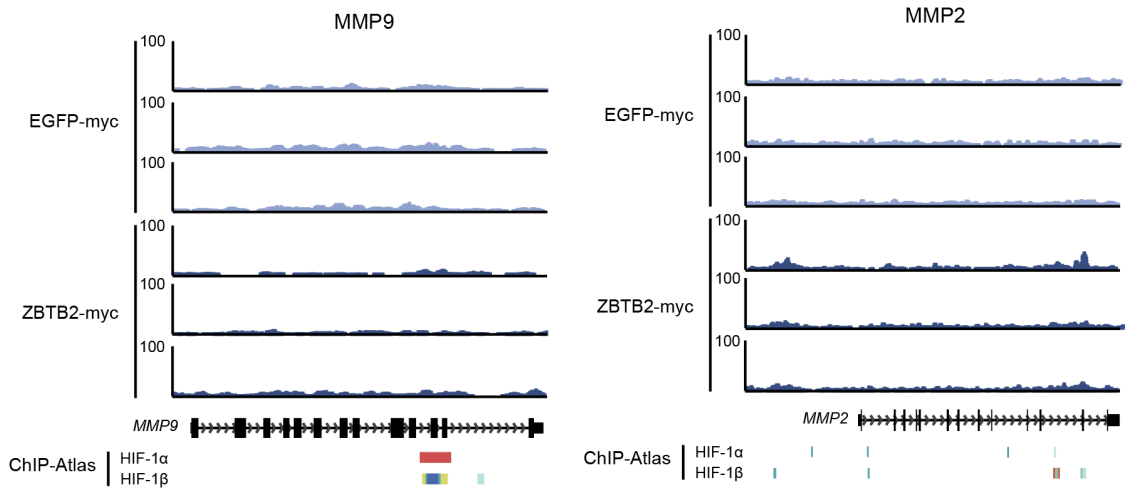 MMP9
100
100
EGFP-myc
100
100
100
ZBTB2-myc
100
MMP9
ChIP-Atlas
HIF-1α
HIF-1β
MMP2
100
100
EGFP-myc
100
100
100
ZBTB2-myc
100
MMP2
ChIP-Atlas
HIF-1α
HIF-1β